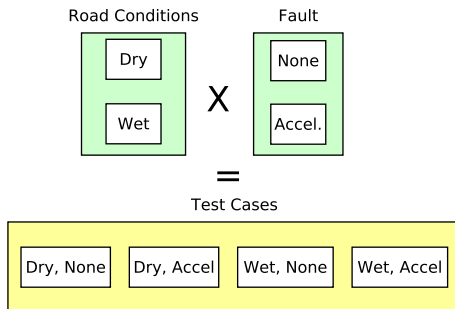 Road Conditions
Fault
Dry
None
X
Wet
Accel.
=
Test Cases
Dry, None
Dry, Accel
Wet, None
Wet, Accel